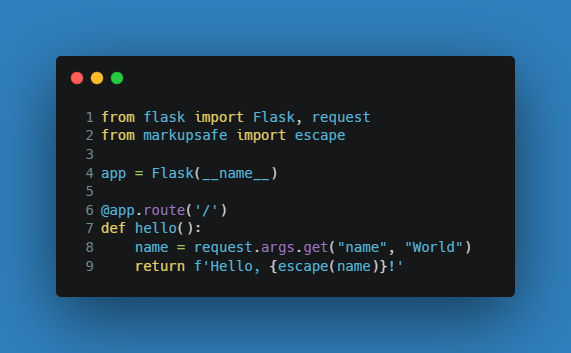 1 from flask import Flask, request
2 from markupsafe import escape
3
4 app = Flask(__name__)
5
6 @app.route('/')
7 def hello():
8     name = request.args.get("name", "World")
9     return f'Hello, {escape(name)}!'